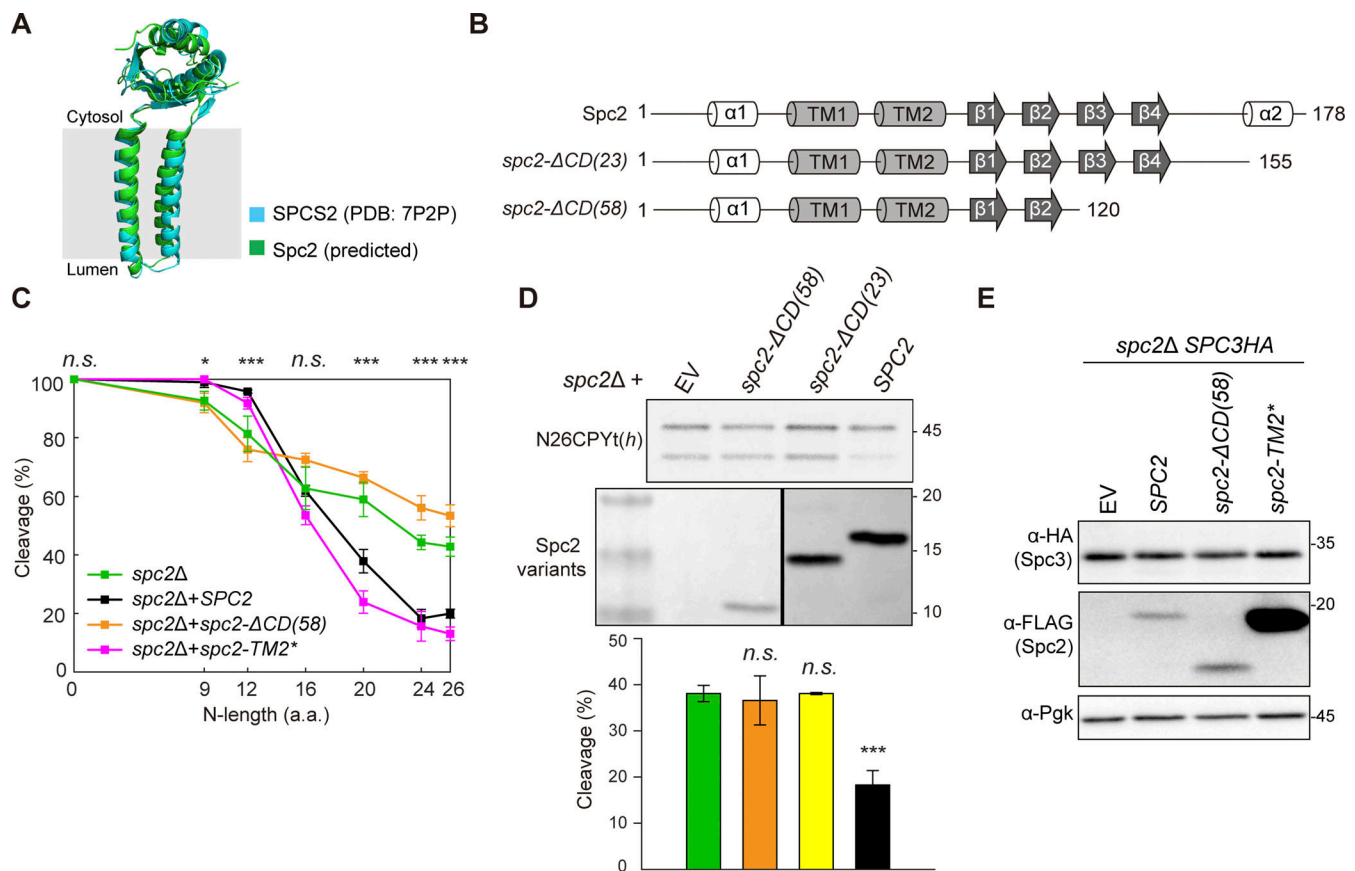 A
Cytosol
Lumen
SPCS2 (PDB: 7P2P)
Spc2 (predicted)
B
Spc2 1 α1 TM1 TM2 β1 β2 β3 β4 α2 178
spc2-ΔCD(23) 1 α1 TM1 TM2 β1 β2 β3 β4 155
spc2-ΔCD(58) 1 α1 TM1 TM2 β1 β2 120
C
n.s. * *** n.s. *** *** ***
100
80
60
40
20
0
Cleavage (%)
spc2Δ
spc2Δ+SPC2
spc2Δ+spc2-ΔCD(58)
spc2Δ+spc2-TM2*
0 9 12 16 20 24 26
N-length (a.a.)
D
spc2Δ + EV spc2-ΔCD(58) spc2-ΔCD(23) SPC2
N26CPYt(h)
45
Spc2
variants
20
15
10
50
40
30
20
10
0
Cleavage (%)
n.s. n.s. ***
E
spc2Δ SPC3HA
EV SPC2 spc2-ΔCD(58) spc2-TM2*
α-HA
(Spc3)
35
α-FLAG
(Spc2)
20
α-Pgk
45